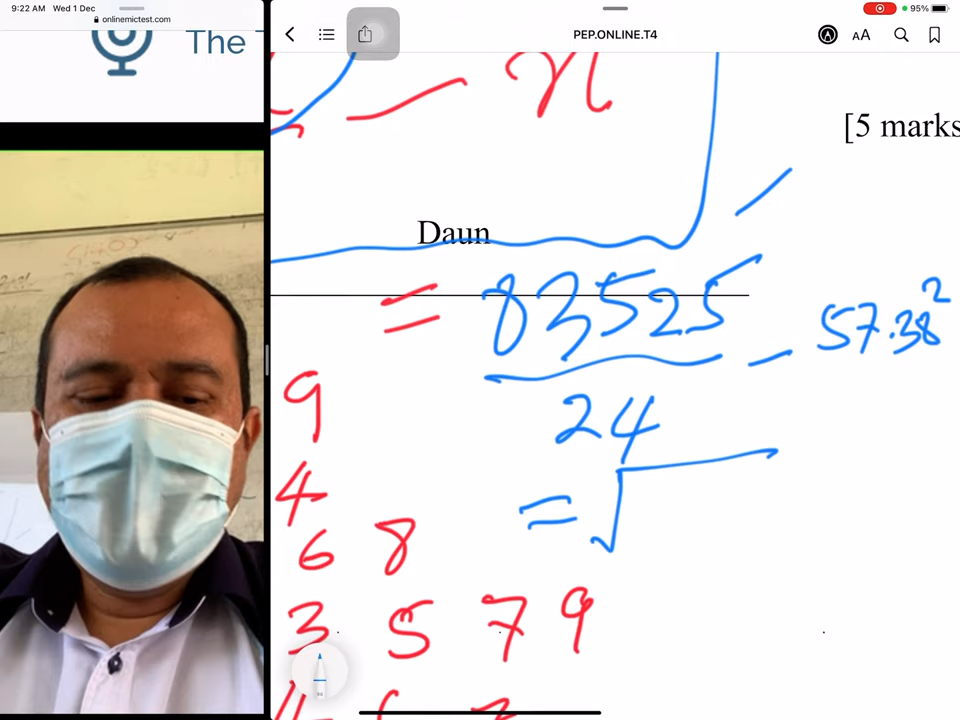 9:22 AM Wed 1 Dec
95%
onlinemictest.com
The
PEP.ONLINE.T4
AA
x
[5 marks
Daun
= 83525
24
- 57.38²
= √
9
4
6 8
3 5 7 9